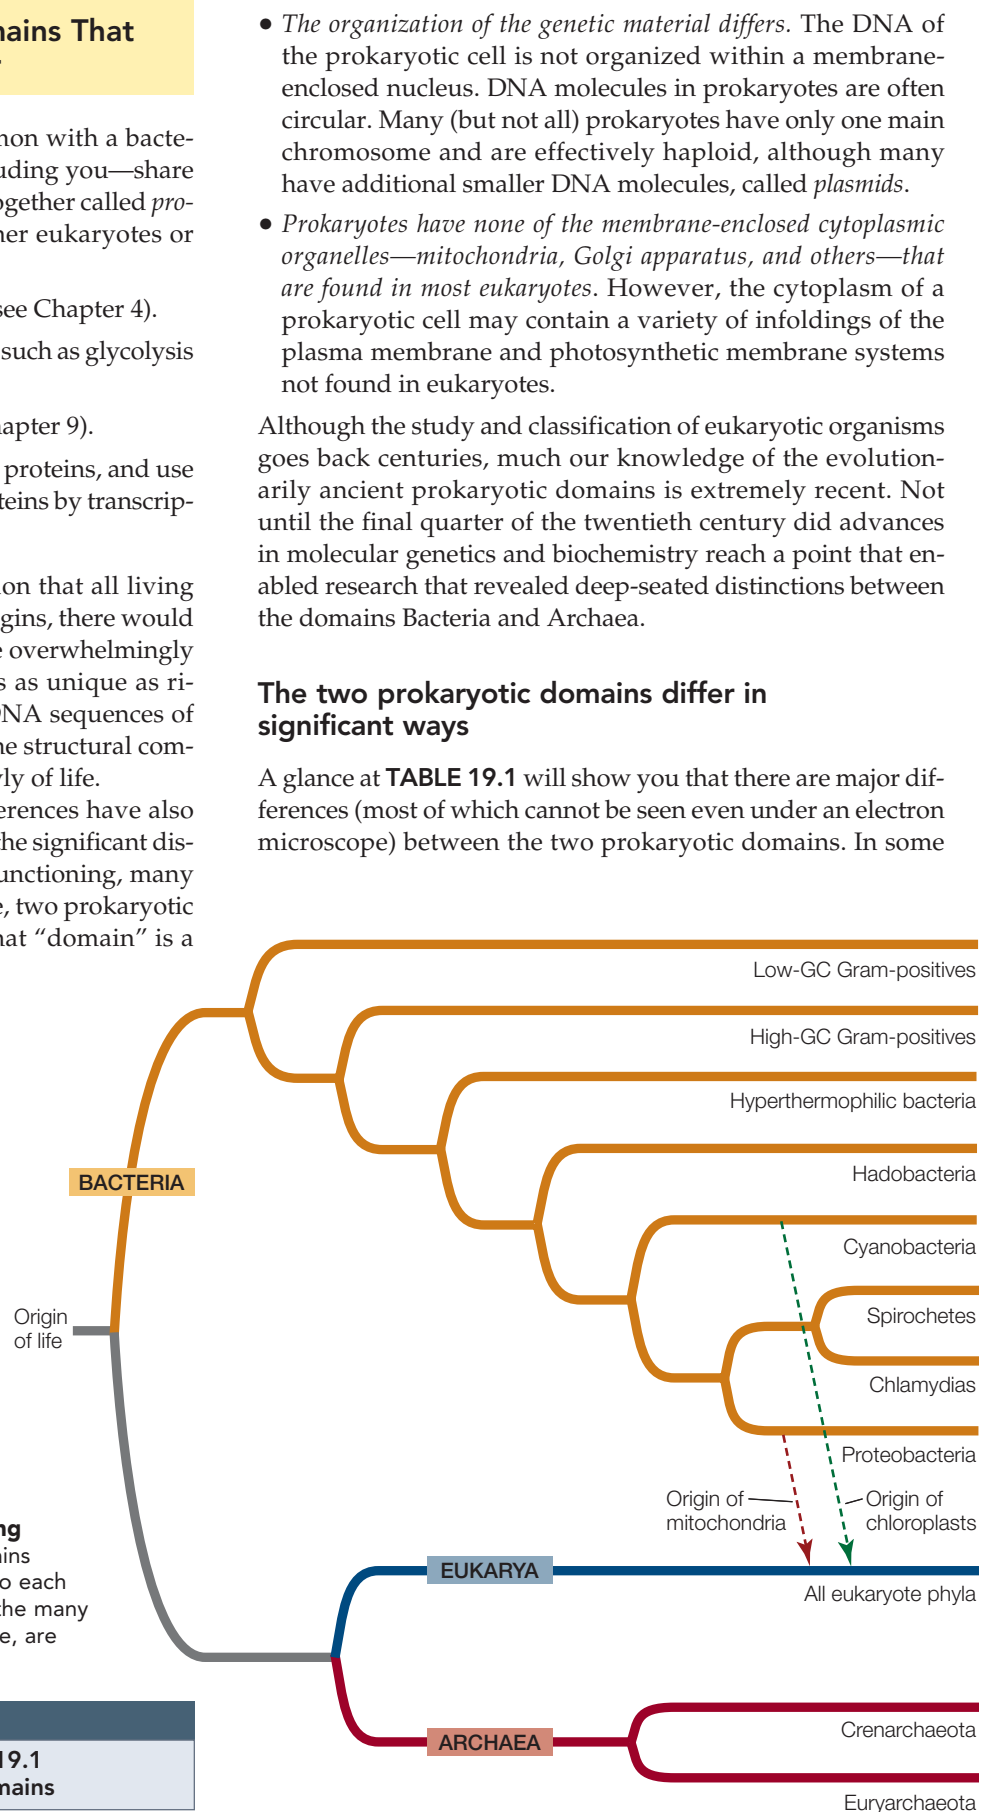 mains That
non with a bacte-
uding you—share
ogether called pro-
her eukaryotes or
see Chapter 4).
such as glycolysis
hapter 9).
proteins, and use
teins by transcrip-
ion that all living
gins, there would
e overwhelmingly
s as unique as ri-
DNA sequences of
he structural com-
yly of life.
erences have also
the significant dis-
unctioning, many
e, two prokaryotic
hat “domain” is a
• The organization of the genetic material differs. The DNA of
the prokaryotic cell is not organized within a membrane-
enclosed nucleus. DNA molecules in prokaryotes are often
circular. Many (but not all) prokaryotes have only one main
chromosome and are effectively haploid, although many
have additional smaller DNA molecules, called plasmids.
• Prokaryotes have none of the membrane-enclosed cytoplasmic
organelles—mitochondria, Golgi apparatus, and others—that
are found in most eukaryotes. However, the cytoplasm of a
prokaryotic cell may contain a variety of infoldings of the
plasma membrane and photosynthetic membrane systems
not found in eukaryotes.
Although the study and classification of eukaryotic organisms
goes back centuries, much our knowledge of the evolution-
arily ancient prokaryotic domains is extremely recent. Not
until the final quarter of the twentieth century did advances
in molecular genetics and biochemistry reach a point that en-
abled research that revealed deep-seated distinctions between
the domains Bacteria and Archaea.
The two prokaryotic domains differ in
significant ways
A glance at TABLE 19.1 will show you that there are major dif-
ferences (most of which cannot be seen even under an electron
microscope) between the two prokaryotic domains. In some
Low-GC Gram-positives
High-GC Gram-positives
Hyperthermophilic bacteria
Hadobacteria
BACTERIA
Cyanobacteria
Spirochetes
Origin
of life
Chlamydias
Proteobacteria
Origin of
mitochondria
Origin of
chloroplasts
EUKARYA
All eukaryote phyla
ARCHAEA
Crenarchaeota
Euryarchaeota
ng
ains
o each
the many
e, are
19.1
mains